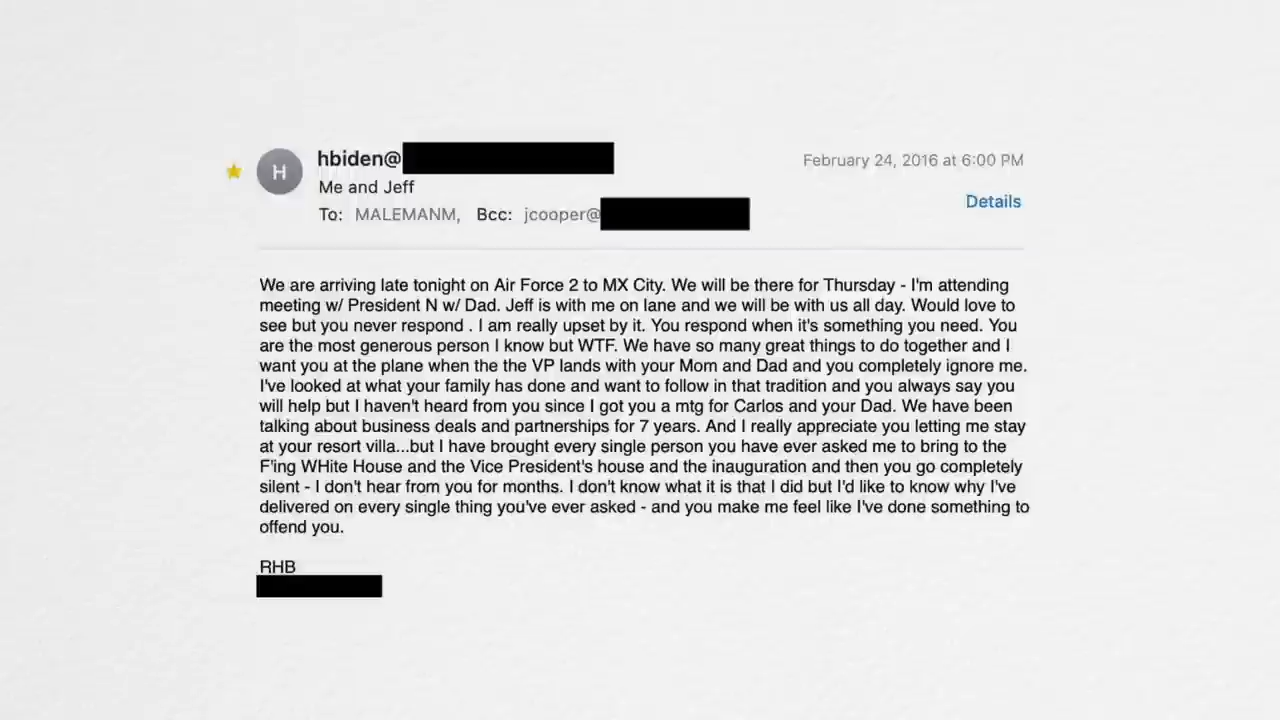 H
hbiden@
February 24, 2016 at 6:00 PM
Me and Jeff
To: MALEMANM, Bcc: jcooper@
Details
We are arriving late tonight on Air Force 2 to MX City. We will be there for Thursday - I'm attending
meeting w/ President N w/ Dad. Jeff is with me on lane and we will be with us all day. Would love to
see but you never respond . I am really upset by it. You respond when it's something you need. You
are the most generous person I know but WTF. We have so many great things to do together and I
want you at the plane when the the VP lands with your Mom and Dad and you completely ignore me.
I've looked at what your family has done and want to follow in that tradition and you always say you
will help but I haven't heard from you since I got you a mtg for Carlos and your Dad. We have been
talking about business deals and partnerships for 7 years. And I really appreciate you letting me stay
at your resort villa...but I have brought every single person you have ever asked me to bring to the
F'ing WHite House and the Vice President's house and the inauguration and then you go completely
silent - I don't hear from you for months. I don't know what it is that I did but I'd like to know why I've
delivered on every single thing you've ever asked - and you make me feel like I've done something to
offend you.
RHB